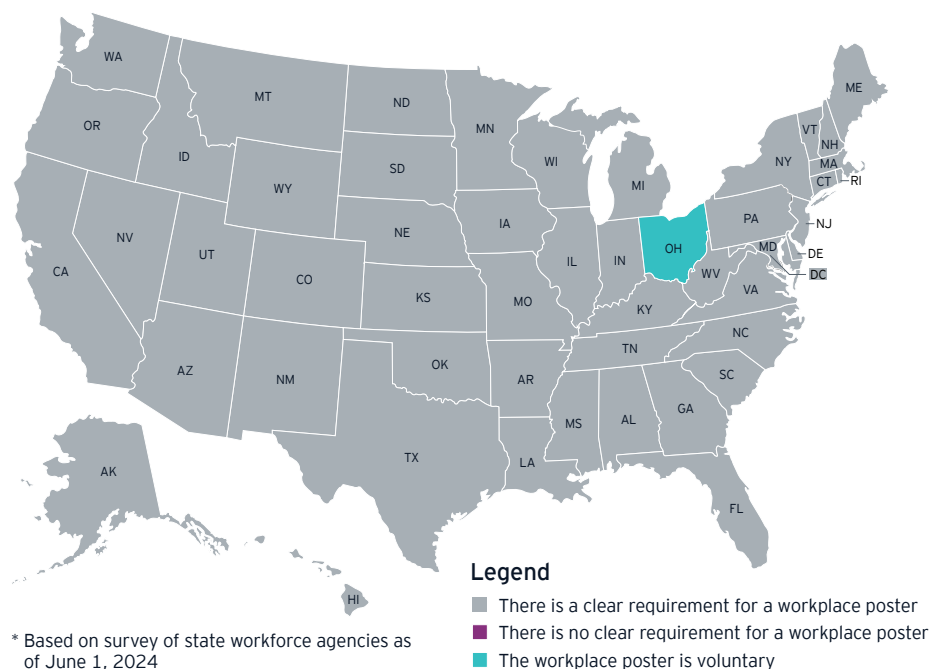 WA
MT
ND
MN
ME
OR
ID
SD
WI
MI
NY
VT
NH
MA
CT
RI
WY
IA
NE
PA
NJ
NV
UT
CO
IL
IN
OH
MD
DE
DC
WV
VA
CA
KS
MO
KY
NC
TN
AZ
NM
OK
AR
SC
MS
AL
GA
TX
LA
AK
FL
HI
Legend
There is a clear requirement for a workplace poster
There is no clear requirement for a workplace poster
The workplace poster is voluntary
* Based on survey of state workforce agencies as
of June 1, 2024